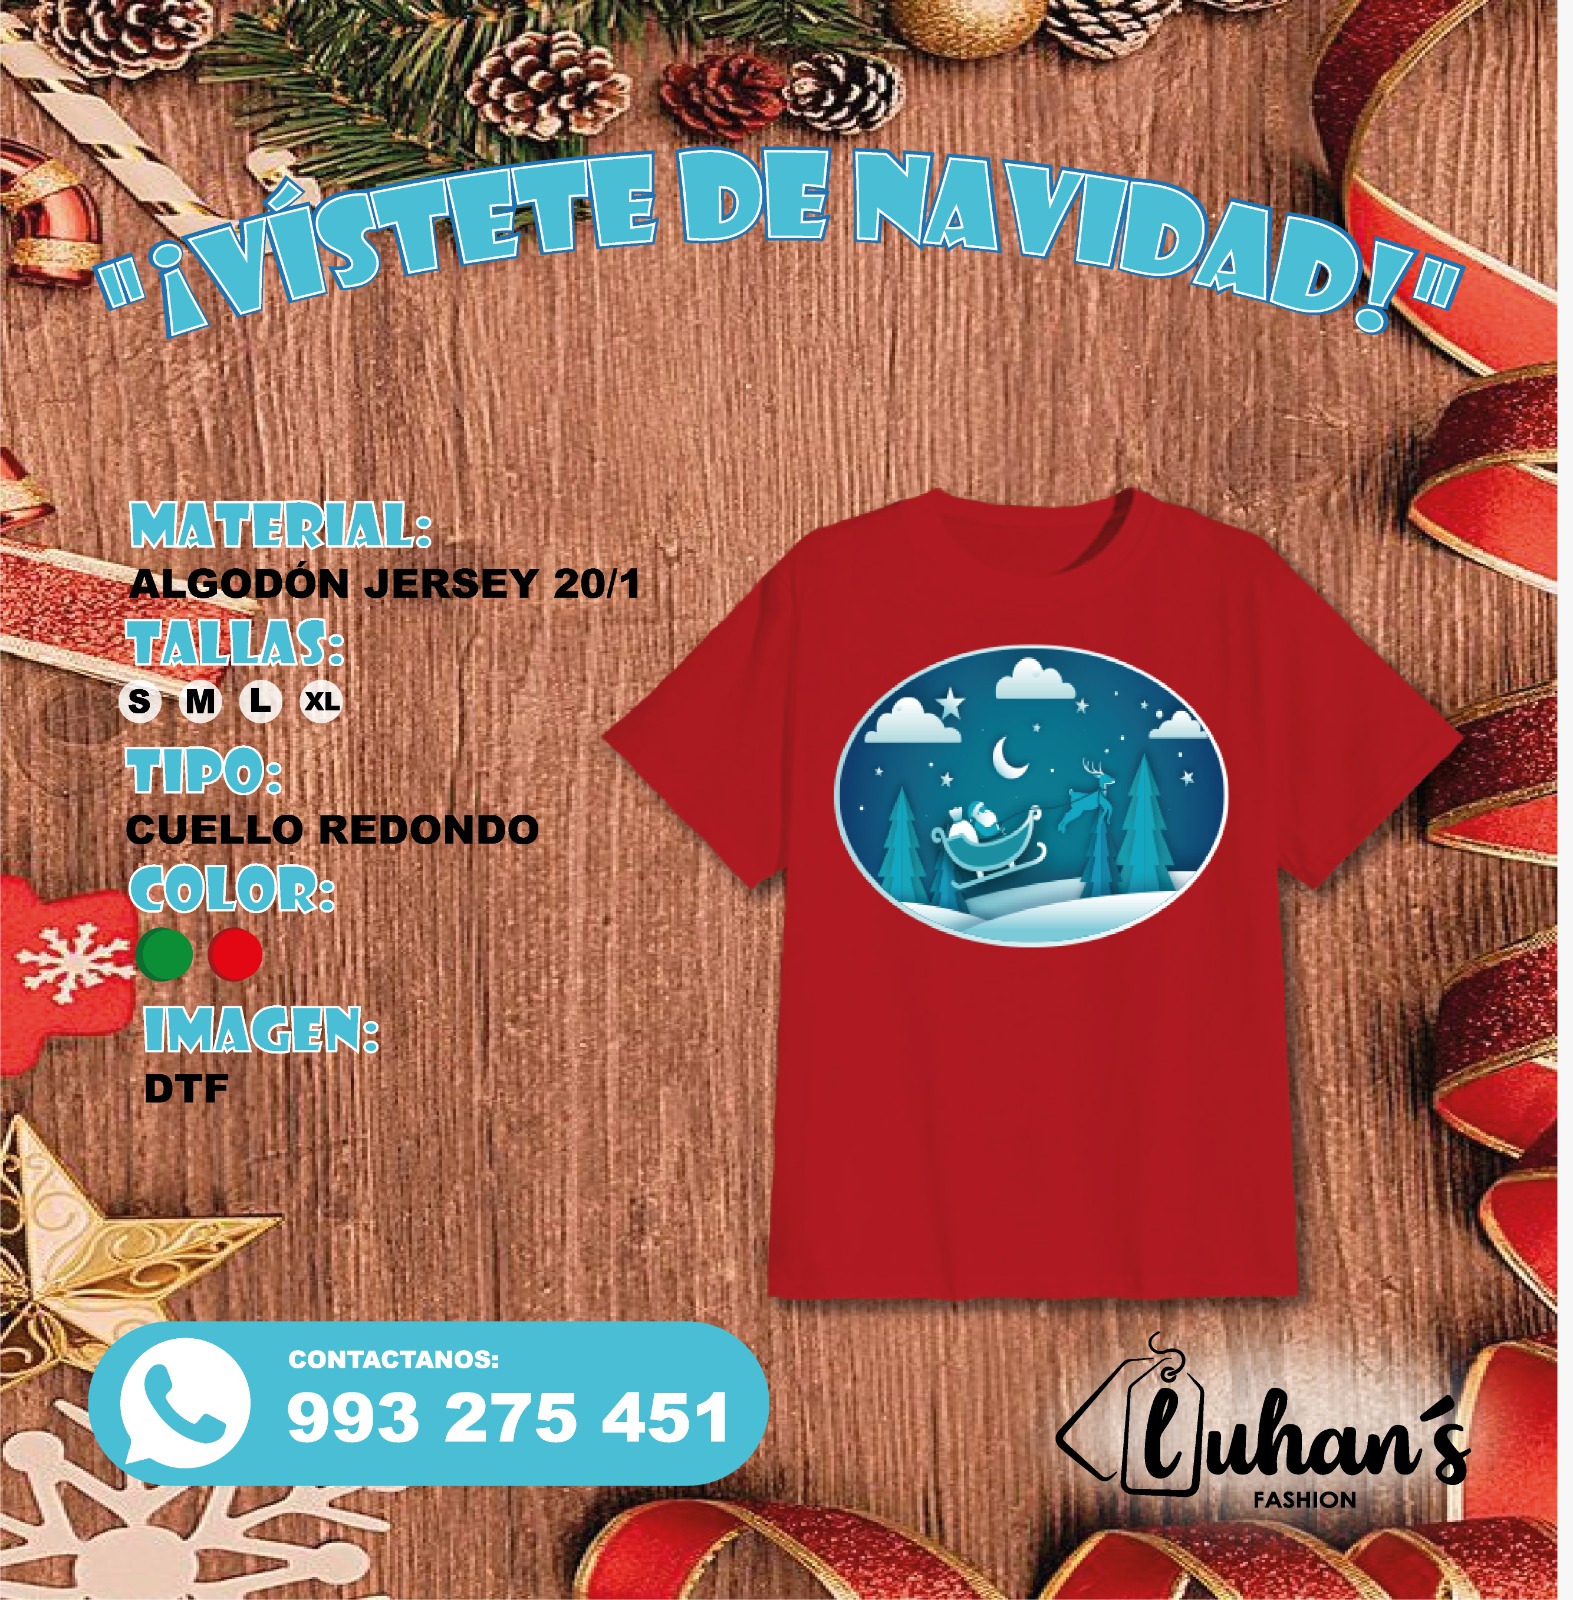 "¡VÍSTETE DE NAVIDAD!"
MATERIAL:
ALGODÓN JERSEY 20/1
TALLAS:
S M L XL
TIPO:
CUELLO REDONDO
COLOR:
IMAGEN:
DTF
CONTACTANOS:
993 275 451
Luhan´s
FASHION